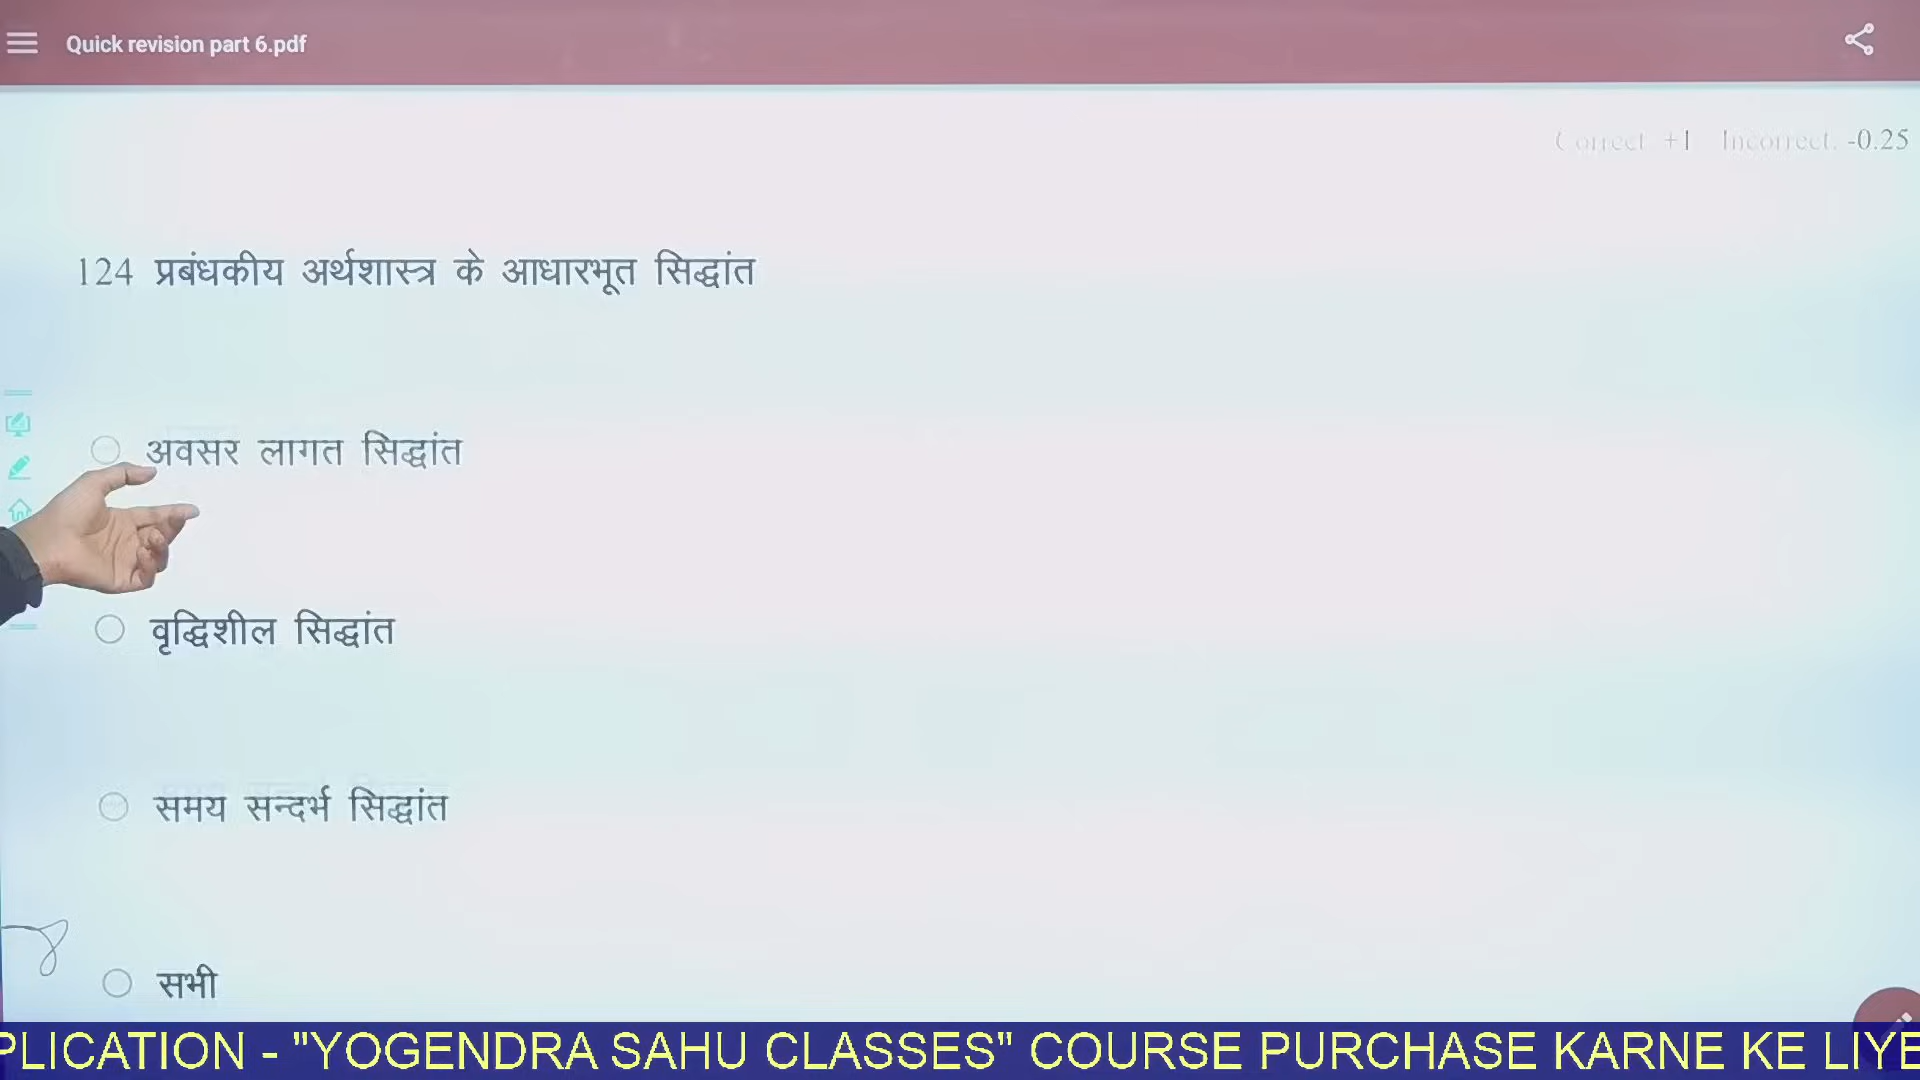 Quick revision part 6.pdf
Correct +1 Incorrect: -0.25
124 प्रबंधकीय अर्थशास्त्र के आधारभूत सिद्धांत
अवसर लागत सिद्धांत
वृद्धिशील सिद्धांत
समय सन्दर्भ सिद्धांत
सभी
PLICATION - "YOGENDRA SAHU CLASSES" COURSE PURCHASE KARNE KE LIYE